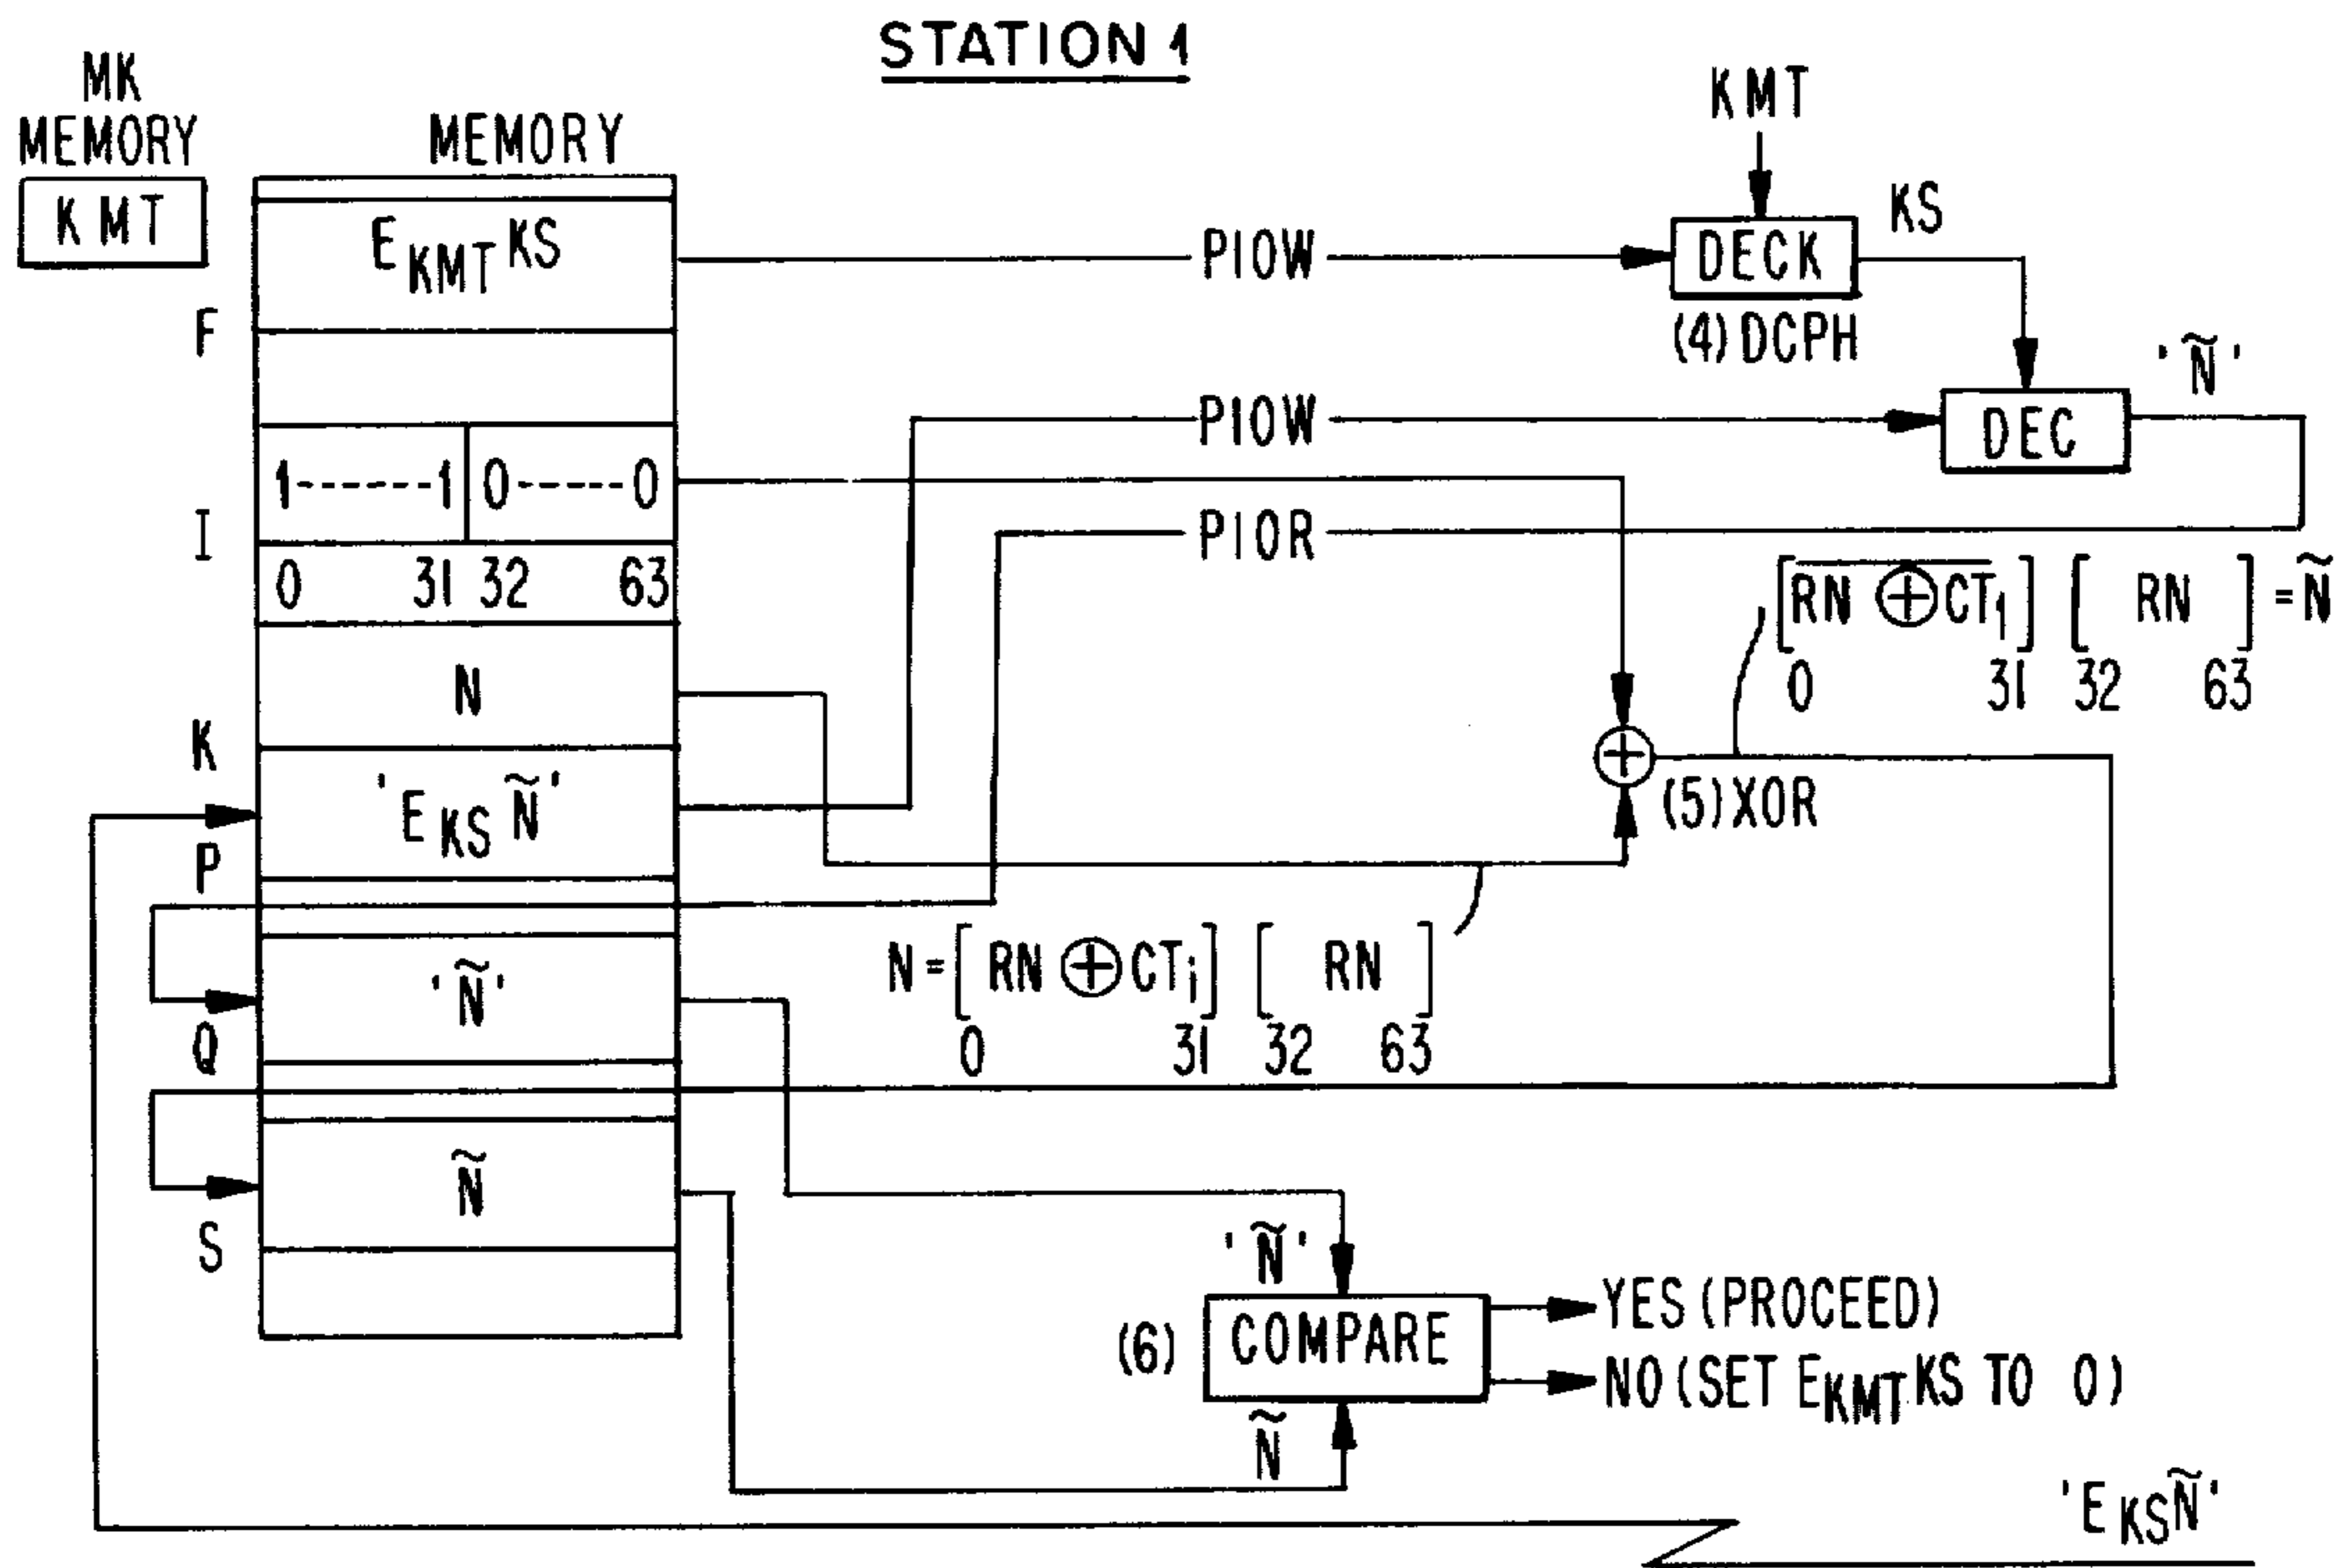 STATION 1
MK
MEMORY
KMT
MEMORY
E KMT KS
F
1-------1 0-----0
I
0 31 32 63
N
K
'E KS Ñ'
P
'Ñ'
Q
Ñ
S
PIOW
KMT
DECK
KS
(4) DCPH
PIOW
DEC
'Ñ'
PIOR
[RN ⊕ CT1] [ RN ] = Ñ
0 31 32 63
(5) XOR
N = [ RN ⊕ CTi ] [ RN ]
0 31 32 63
'Ñ'
(6) COMPARE
YES (PROCEED)
NO (SET E KMT KS TO 0)
Ñ
'E KS Ñ'